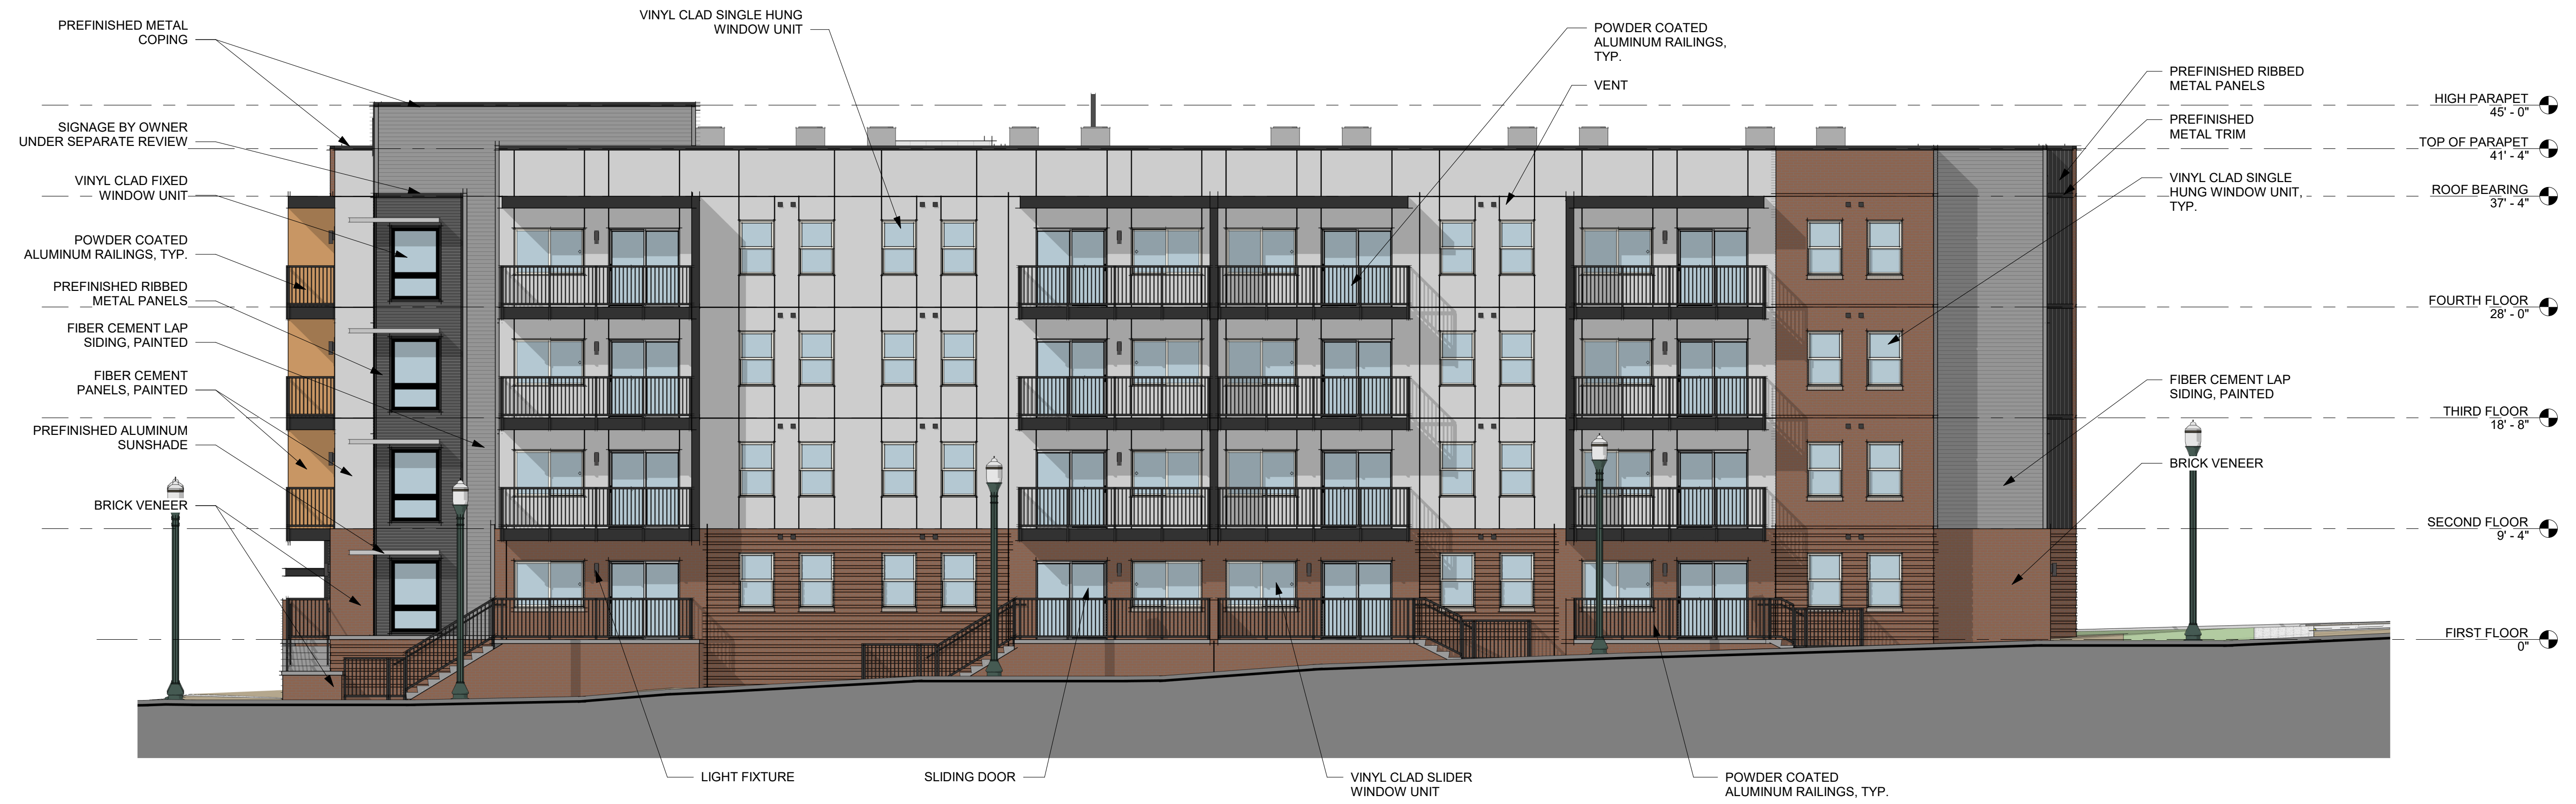 PREFINISHED METAL
COPING
SIGNAGE BY OWNER
UNDER SEPARATE REVIEW
VINYL CLAD FIXED
WINDOW UNIT
POWDER COATED
ALUMINUM RAILINGS, TYP.
PREFINISHED RIBBED
METAL PANELS
FIBER CEMENT LAP
SIDING, PAINTED
FIBER CEMENT
PANELS, PAINTED
PREFINISHED ALUMINUM
SUNSHADE
BRICK VENEER
VINYL CLAD SINGLE HUNG
WINDOW UNIT
POWDER COATED
ALUMINUM RAILINGS,
TYP.
VENT
PREFINISHED RIBBED
METAL PANELS
PREFINISHED
METAL TRIM
VINYL CLAD SINGLE
HUNG WINDOW UNIT,
TYP.
FIBER CEMENT LAP
SIDING, PAINTED
BRICK VENEER
HIGH PARAPET
45' - 0"
TOP OF PARAPET
41' - 4"
ROOF BEARING
37' - 4"
FOURTH FLOOR
28' - 0"
THIRD FLOOR
18' - 8"
SECOND FLOOR
9' - 4"
FIRST FLOOR
0"
LIGHT FIXTURE
SLIDING DOOR
VINYL CLAD SLIDER
WINDOW UNIT
POWDER COATED
ALUMINUM RAILINGS, TYP.